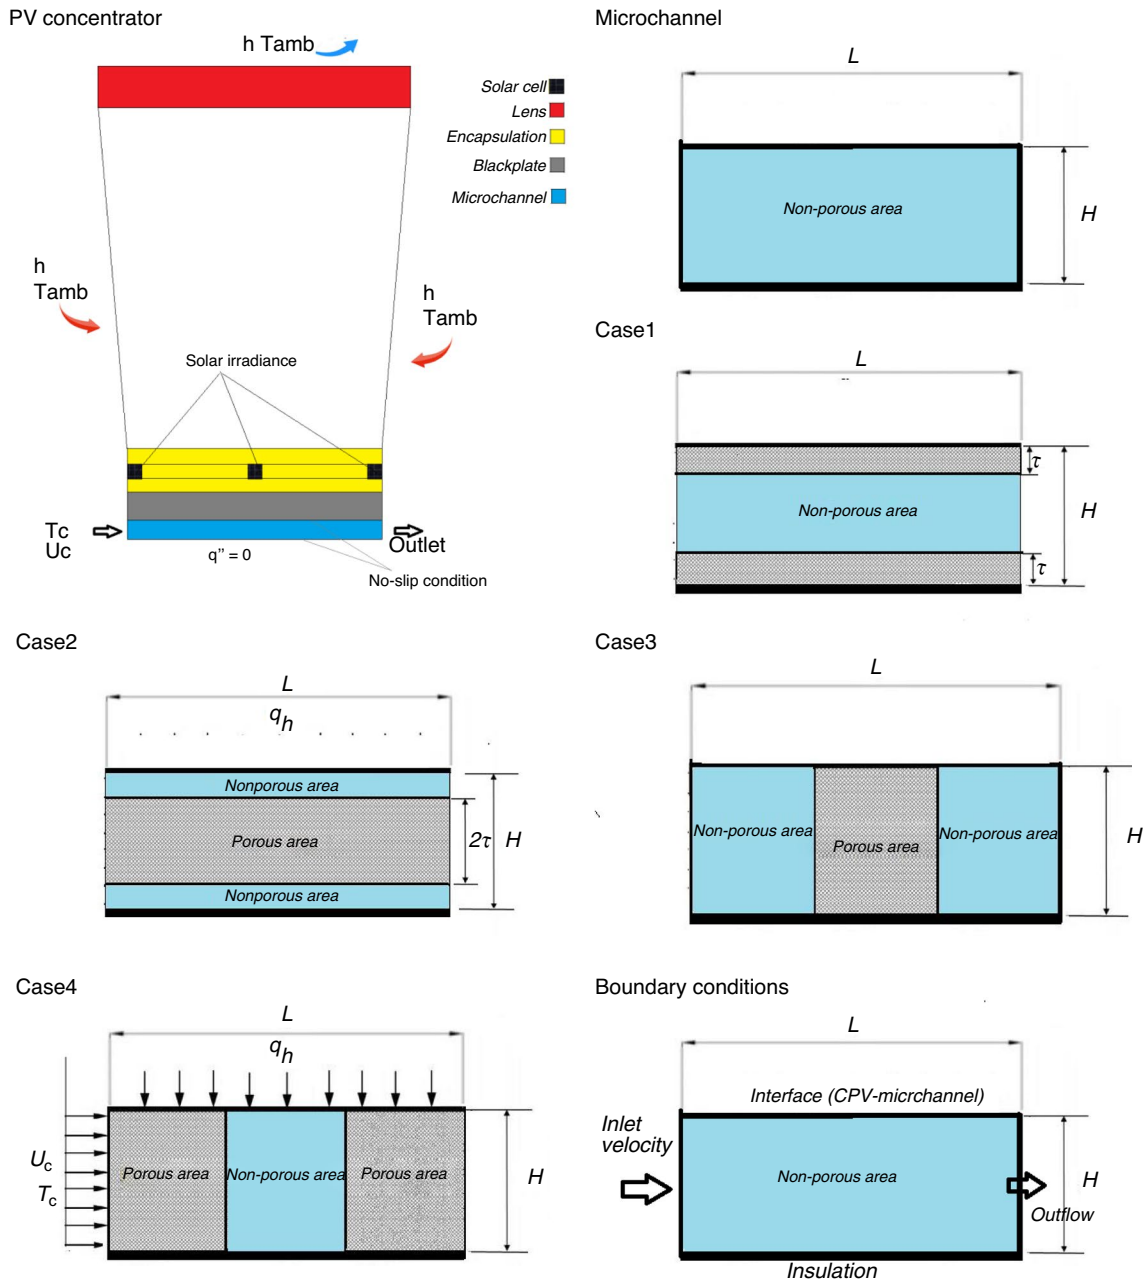 PV concentrator
h Tamb
Solar cell
Lens
Encapsulation
Blackplate
Microchannel
h
Tamb
h
Tamb
Solar irradiance
Tc
Uc
q" = 0
Outlet
No-slip condition
Microchannel
L
Non-porous area
H
Case1
L
τ
Non-porous area
H
τ
Case2
L
qh
Nonporous area
Porous area
2τ H
Nonporous area
Case3
L
Non-porous area
Porous area
Non-porous area
H
Case4
L
qh
Uc
Tc
Porous area
Non-porous area
Porous area
H
Boundary conditions
L
Interface (CPV-micrchannel)
Inlet
velocity
Non-porous area
H
Outflow
Insulation